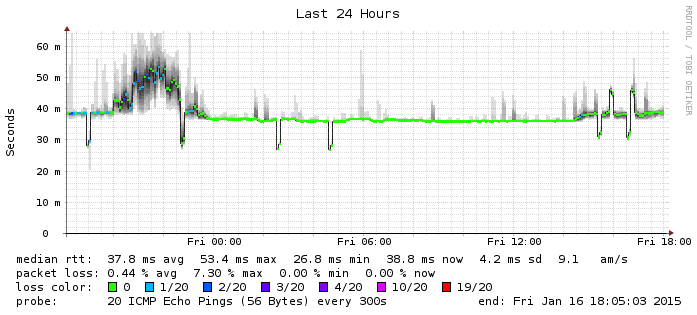 Last 24 Hours
RRDTOOL / TOBI OETIKER
Seconds
60 m
50 m
40 m
30 m
20 m
10 m
0
Fri 00:00 Fri 06:00 Fri 12:00 Fri 18:00
median rtt: 37.8 ms avg 53.4 ms max 26.8 ms min 38.8 ms now 4.2 ms sd 9.1 am/s
packet loss: 0.44 % avg 7.30 % max 0.00 % min 0.00 % now
loss color: 0 1/20 2/20 3/20 4/20 10/20 19/20
probe: 20 ICMP Echo Pings (56 Bytes) every 300s end: Fri Jan 16 18:05:03 2015